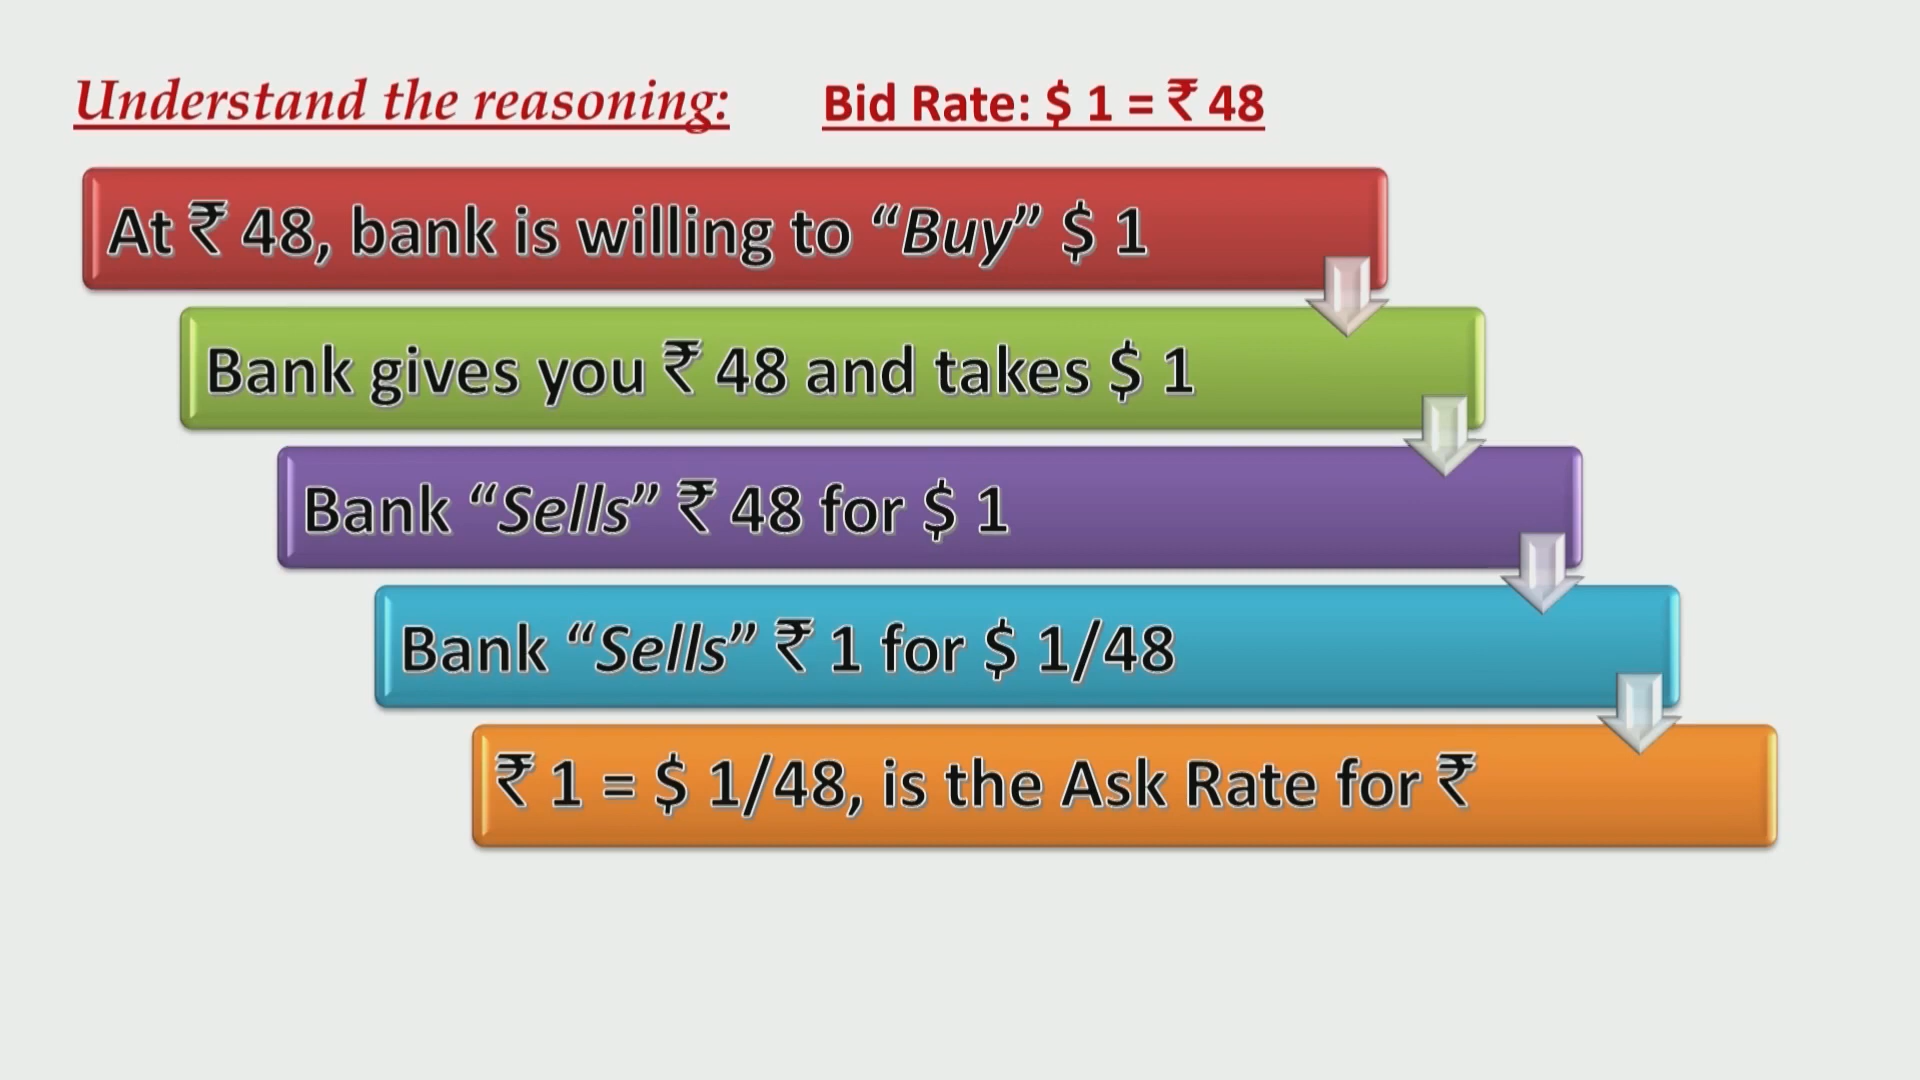 Understand the reasoning: Bid Rate: $ 1 = ₹ 48
At ₹ 48, bank is willing to “Buy” $ 1
Bank gives you ₹ 48 and takes $ 1
Bank “Sells” ₹ 48 for $ 1
Bank “Sells” ₹ 1 for $ 1/48
₹ 1 = $ 1/48, is the Ask Rate for ₹